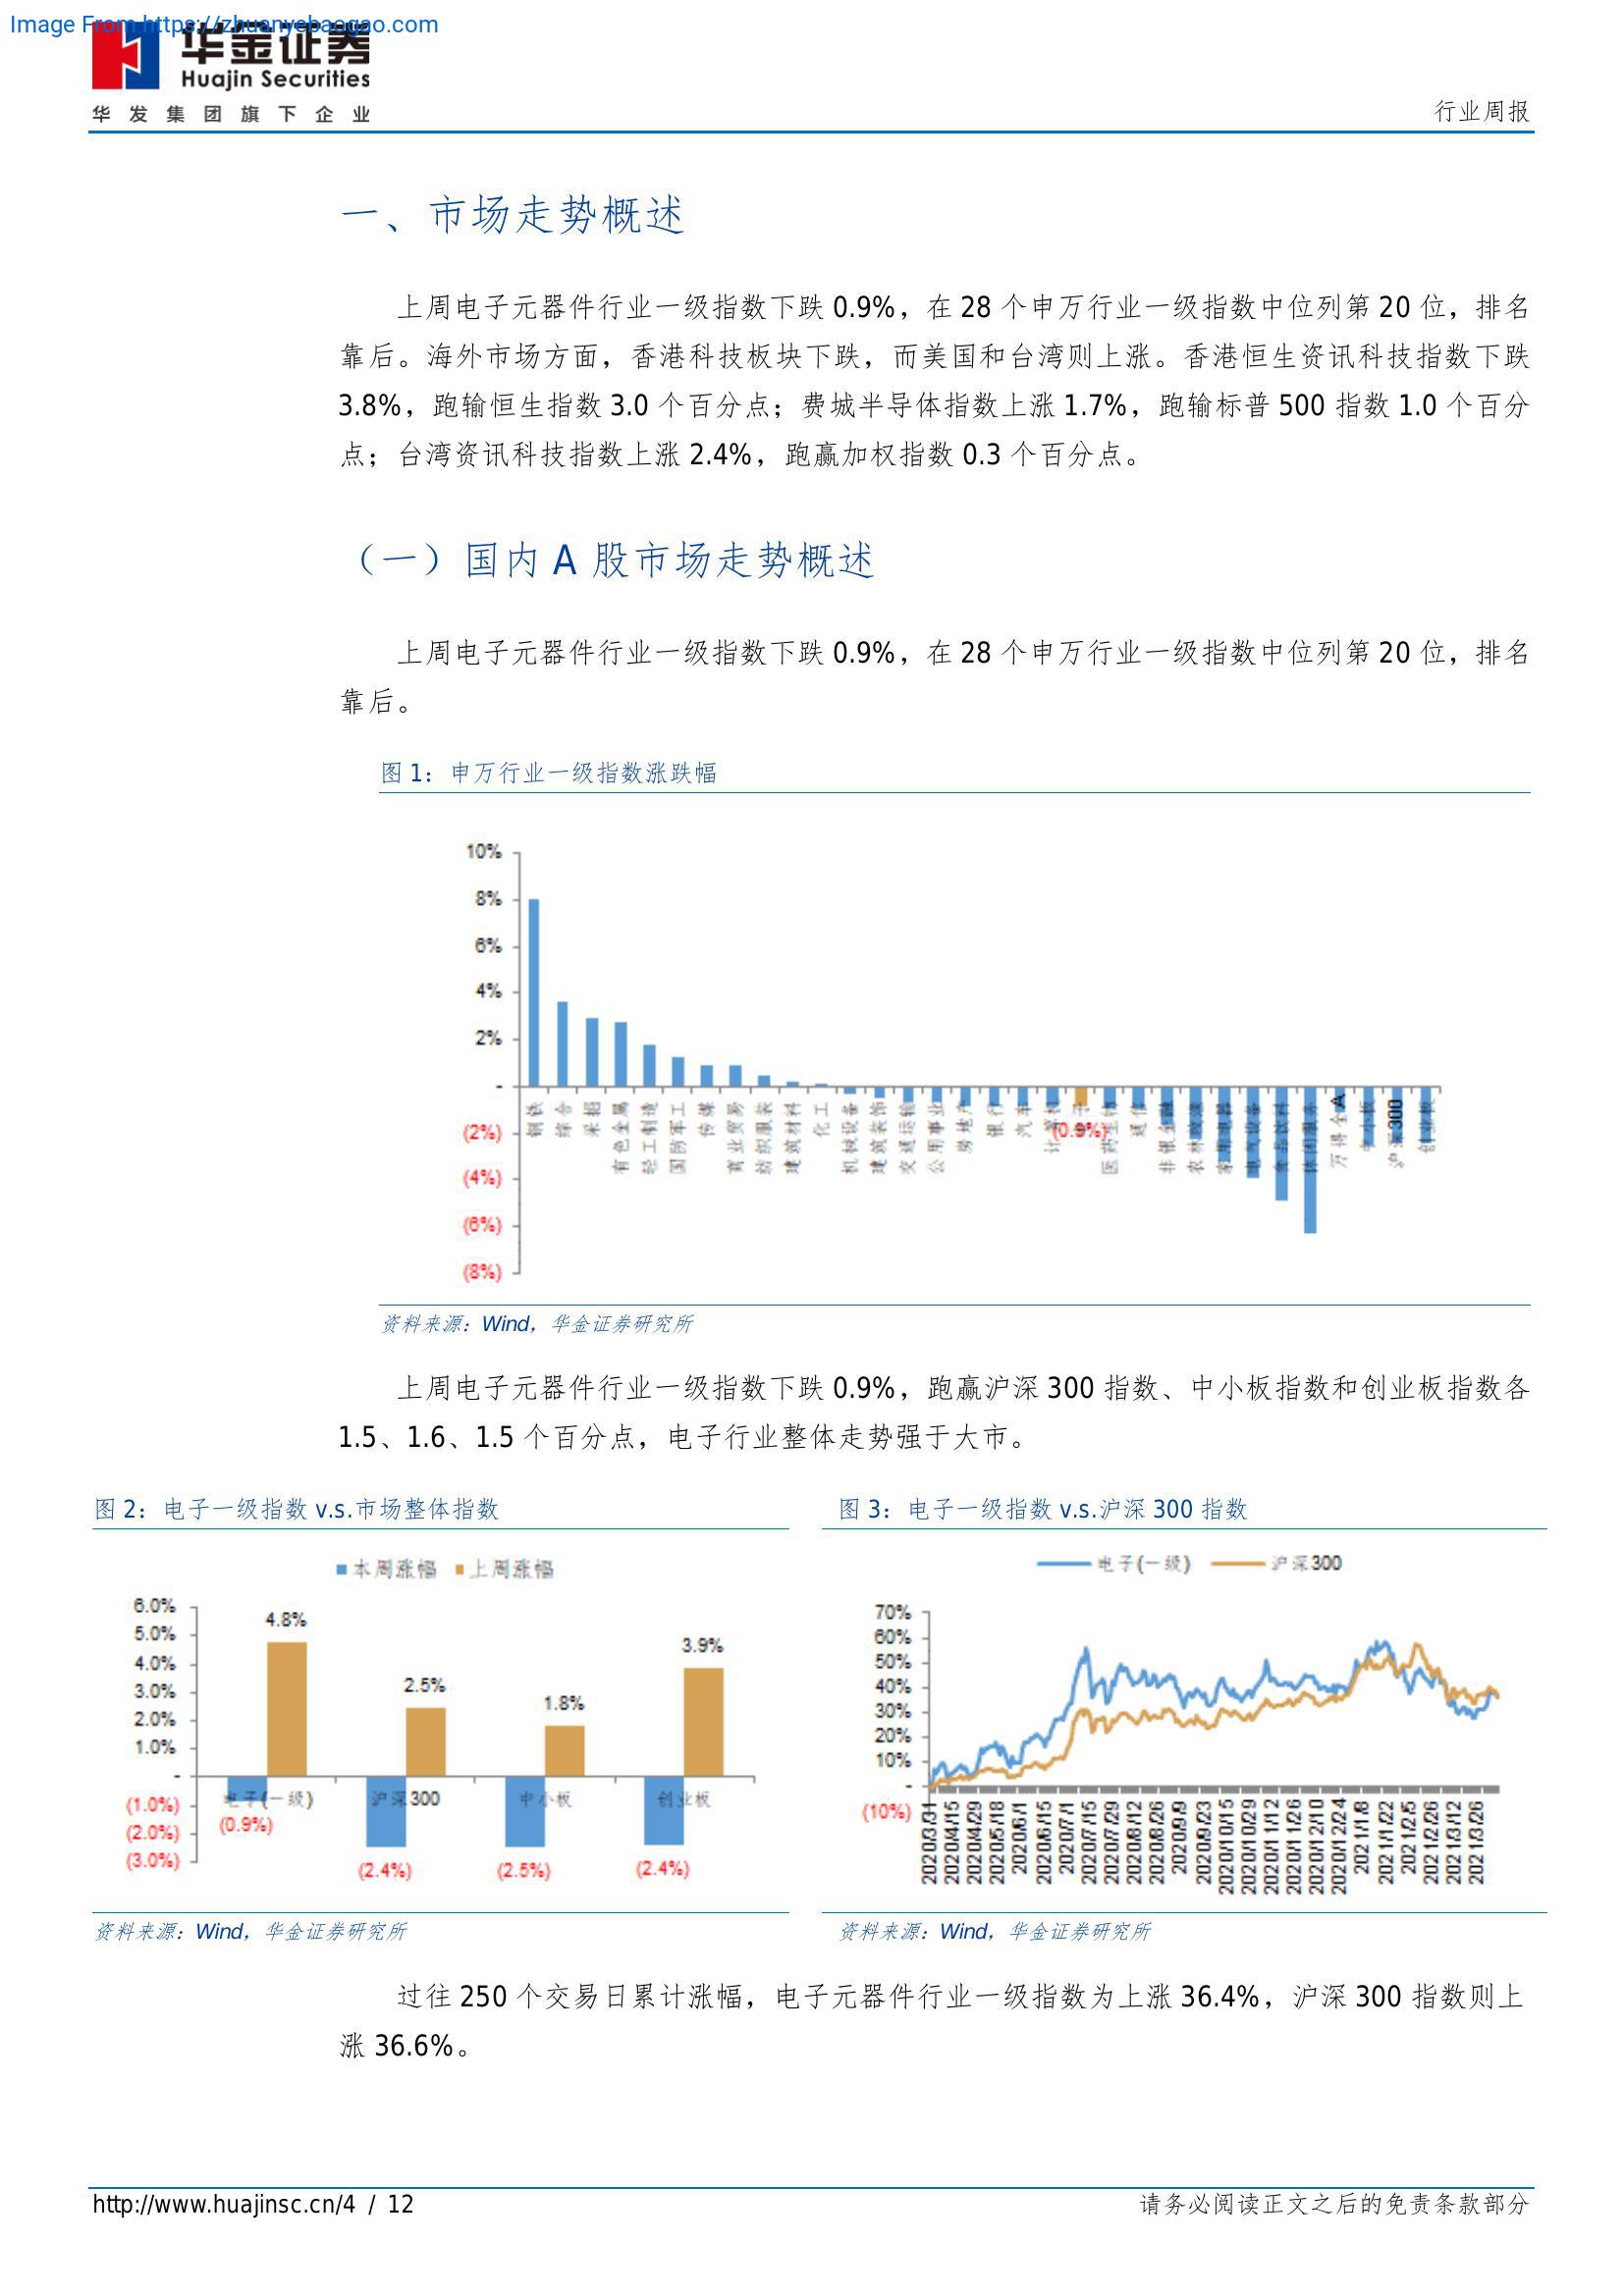 Image From https://zhuanyebaogao.com
华金证券
Huajin Securities
华发集团旗下企业
行业周报
一、市场走势概述
上周电子元器件行业一级指数下跌 0.9%，在 28 个申万行业一级指数中位列第 20 位，排名
靠后。海外市场方面，香港科技板块下跌，而美国和台湾则上涨。香港恒生资讯科技指数下跌
3.8%，跑输恒生指数 3.0 个百分点；费城半导体指数上涨 1.7%，跑输标普 500 指数 1.0 个百分
点；台湾资讯科技指数上涨 2.4%，跑赢加权指数 0.3 个百分点。
（一）国内 A 股市场走势概述
上周电子元器件行业一级指数下跌 0.9%，在 28 个申万行业一级指数中位列第 20 位，排名
靠后。
图 1：申万行业一级指数涨跌幅
10%
8%
6%
4%
2%
-
(2%)
(4%)
(6%)
(8%)
钢铁
综合
采掘
有色金属
轻工制造
国防军工
传媒
商业贸易
纺织服装
建筑材料
化工
机械设备
建筑装饰
交通运输
公用事业
房地产
银行
汽车
计算机
电子
(0.9%)
医药生物
通信
非银金融
农林牧渔
家用电器
电气设备
食品饮料
休闲服务
万得全A
中小板
沪深300
创业板
资料来源：Wind，华金证券研究所
上周电子元器件行业一级指数下跌 0.9%，跑赢沪深 300 指数、中小板指数和创业板指数各
1.5、1.6、1.5 个百分点，电子行业整体走势强于大市。
图 2：电子一级指数 v.s.市场整体指数
本周涨幅 上周涨幅
6.0%
5.0%
4.0%
3.0%
2.0%
1.0%
-
(1.0%)
(2.0%)
(3.0%)
4.8%
2.5%
1.8%
3.9%
电子(一级) 沪深300 中小板 创业板
(0.9%)
(2.4%)
(2.5%)
(2.4%)
资料来源：Wind，华金证券研究所
图 3：电子一级指数 v.s.沪深 300 指数
电子(一级) 沪深300
70%
60%
50%
40%
30%
20%
10%
-
(10%)
2020/3/31
2020/4/15
2020/4/29
2020/5/18
2020/6/1
2020/6/15
2020/7/1
2020/7/15
2020/7/29
2020/8/12
2020/8/26
2020/9/9
2020/9/23
2020/10/15
2020/10/29
2020/11/12
2020/11/26
2020/12/10
2020/12/24
2021/1/8
2021/1/22
2021/2/5
2021/2/26
2021/3/12
2021/3/26
资料来源：Wind，华金证券研究所
过往 250 个交易日累计涨幅，电子元器件行业一级指数为上涨 36.4%，沪深 300 指数则上
涨 36.6%。
http://www.huajinsc.cn/4 / 12
请务必阅读正文之后的免责条款部分